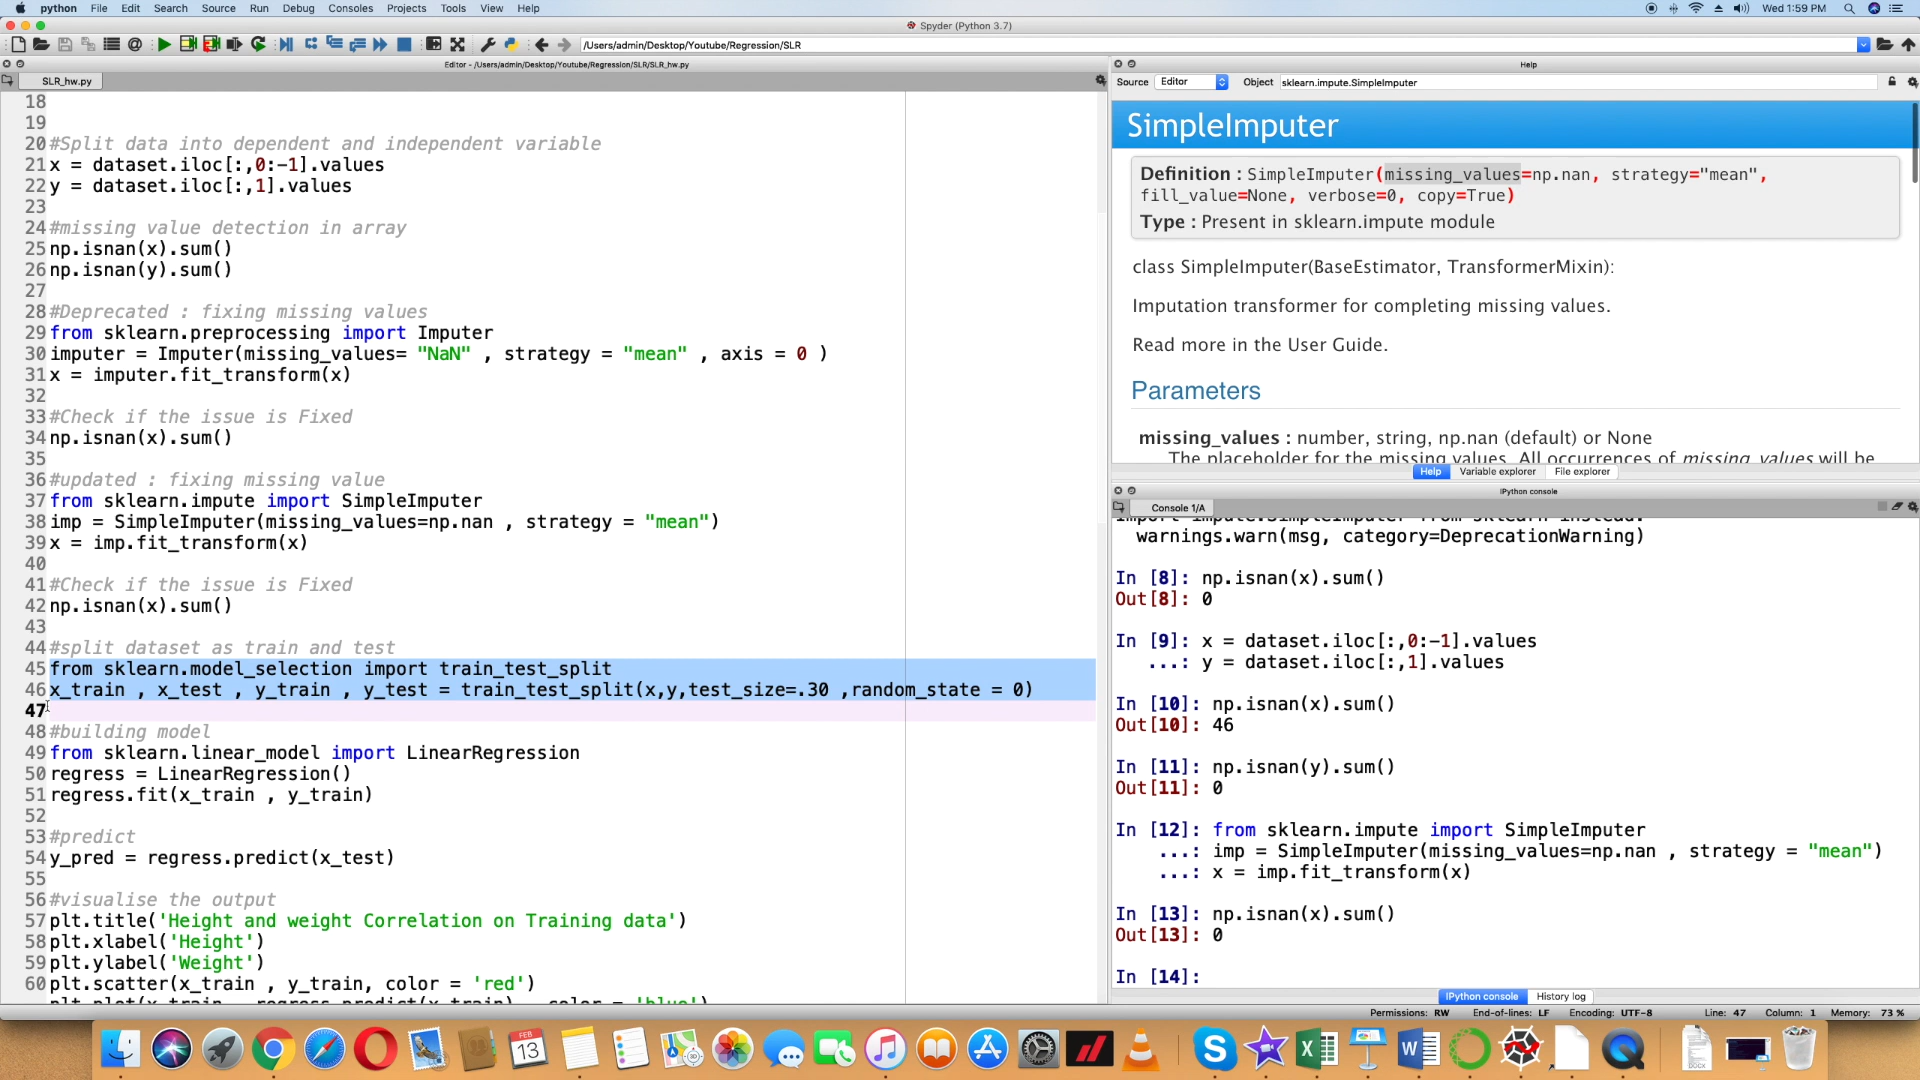 python File Edit Search Source Run Debug Consoles Projects Tools View Help
Wed 1:59 PM
Spyder (Python 3.7)
/Users/admin/Desktop/Youtube/Regression/SLR
Editor - /Users/admin/Desktop/Youtube/Regression/SLR/SLR_hw.py
SLR_hw.py
18
19
20 #Split data into dependent and independent variable
21 x = dataset.iloc[:,0:-1].values
22 y = dataset.iloc[:,1].values
23
24 #missing value detection in array
25 np.isnan(x).sum()
26 np.isnan(y).sum()
27
28 #Deprecated : fixing missing values
29 from sklearn.preprocessing import Imputer
30 imputer = Imputer(missing_values= "NaN" , strategy = "mean" , axis = 0 )
31 x = imputer.fit_transform(x)
32
33 #Check if the issue is Fixed
34 np.isnan(x).sum()
35
36 #updated : fixing missing value
37 from sklearn.impute import SimpleImputer
38 imp = SimpleImputer(missing_values=np.nan , strategy = "mean")
39 x = imp.fit_transform(x)
40
41 #Check if the issue is Fixed
42 np.isnan(x).sum()
43
44 #split dataset as train and test
45 from sklearn.model_selection import train_test_split
46 x_train , x_test , y_train , y_test = train_test_split(x,y,test_size=.30 ,random_state = 0)
47
48 #building model
49 from sklearn.linear_model import LinearRegression
50 regress = LinearRegression()
51 regress.fit(x_train , y_train)
52
53 #predict
54 y_pred = regress.predict(x_test)
55
56 #visualise the output
57 plt.title('Height and weight Correlation on Training data')
58 plt.xlabel('Height')
59 plt.ylabel('Weight')
60 plt.scatter(x_train , y_train, color = 'red')
plt.plot(x_train , regress.predict(x_train) , color = 'blue')
Help
Source Editor Object sklearn.impute.SimpleImputer
SimpleImputer
Definition : SimpleImputer(missing_values=np.nan, strategy="mean",
fill_value=None, verbose=0, copy=True)
Type : Present in sklearn.impute module
class SimpleImputer(BaseEstimator, TransformerMixin):
Imputation transformer for completing missing values.
Read more in the User Guide.
Parameters
missing_values : number, string, np.nan (default) or None
The placeholder for the missing values. All occurrences of missing_values will be
Help Variable explorer File explorer
IPython console
Console 1/A
import impute.SimpleImputer from sklearn instead.
warnings.warn(msg, category=DeprecationWarning)
In [8]: np.isnan(x).sum()
Out[8]: 0
In [9]: x = dataset.iloc[:,0:-1].values
...: y = dataset.iloc[:,1].values
In [10]: np.isnan(x).sum()
Out[10]: 46
In [11]: np.isnan(y).sum()
Out[11]: 0
In [12]: from sklearn.impute import SimpleImputer
...: imp = SimpleImputer(missing_values=np.nan , strategy = "mean")
...: x = imp.fit_transform(x)
In [13]: np.isnan(x).sum()
Out[13]: 0
In [14]:
IPython console History log
Permissions: RW End-of-lines: LF Encoding: UTF-8 Line: 47 Column: 1 Memory: 73 %
FEB
13